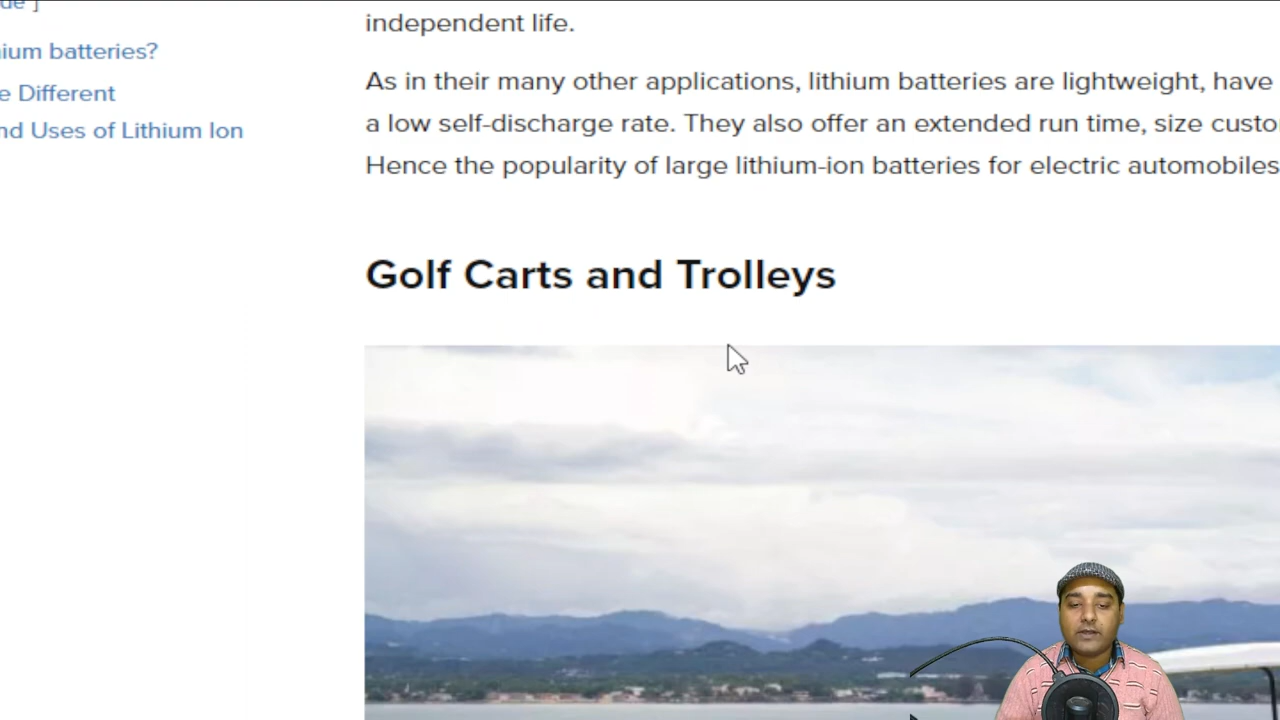 ium batteries?
e Different
nd Uses of Lithium Ion
independent life.
As in their many other applications, lithium batteries are lightweight, have
a low self-discharge rate. They also offer an extended run time, size custo
Hence the popularity of large lithium-ion batteries for electric automobiles
Golf Carts and Trolleys